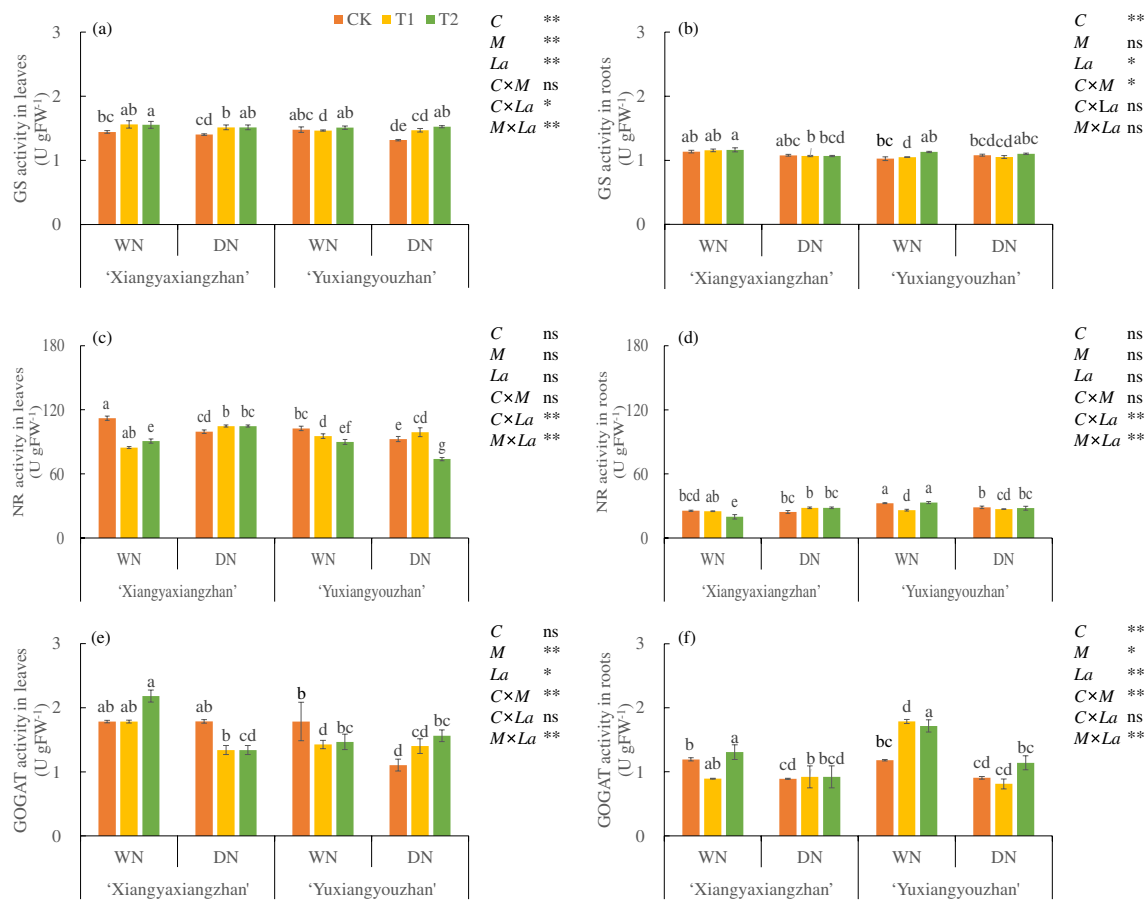 CK T1 T2
(a)
GS activity in leaves
(U gFW⁻¹)
3
2
1
0
bc ab a cd b ab abc d ab de cd ab
WN DN WN DN
‘Xiangyaxiangzhan’ ‘Yuxiangyouzhan’
C **
M **
La **
C×M ns
C×La *
M×La **
(b)
GS activity in roots
(U gFW⁻¹)
3
2
1
0
ab ab a abc b bcd bc d ab bcd cd abc
WN DN WN DN
‘Xiangyaxiangzhan’ ‘Yuxiangyouzhan’
C **
M ns
La *
C×M *
C×La ns
M×La ns
(c)
NR activity in leaves
(U gFW⁻¹)
180
120
60
0
a ab e cd b bc bc d ef e cd g
WN DN WN DN
‘Xiangyaxiangzhan’ ‘Yuxiangyouzhan’
C ns
M ns
La ns
C×M ns
C×La **
M×La **
(d)
NR activity in roots
(U gFW⁻¹)
180
120
60
0
bcd ab e bc b b a d a b cd bc
WN DN WN DN
‘Xiangyaxiangzhan’ ‘Yuxiangyouzhan’
C ns
M ns
La ns
C×M ns
C×La **
M×La **
(e)
GOGAT activity in leaves
(U gFW⁻¹)
3
2
1
0
ab ab a ab b cd b d bc d cd bc
WN DN WN DN
‘Xiangyaxiangzhan' ‘Yuxiangyouzhan'
C ns
M **
La *
C×M **
C×La ns
M×La **
(f)
GOGAT activity in roots
(U gFW⁻¹)
3
2
1
0
b ab a cd b bcd bc d a cd cd bc
WN DN WN DN
‘Xiangyaxiangzhan’ ‘Yuxiangyouzhan'
C **
M *
La **
C×M **
C×La ns
M×La **